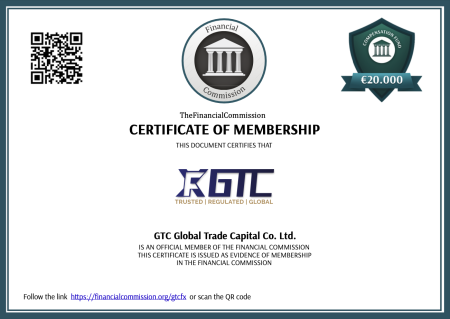 Financial
Commission
COMPENSATION FUND
€20.000
TheFinancialCommission
CERTIFICATE OF MEMBERSHIP
THIS DOCUMENT CERTIFIES THAT
GTC
TRUSTED | REGULATED | GLOBAL
GTC Global Trade Capital Co. Ltd.
IS AN OFFICIAL MEMBER OF THE FINANCIAL COMMISSION
THIS CERTIFICATE IS ISSUED AS EVIDENCE OF MEMBERSHIP
IN THE FINANCIAL COMMISSION
Follow the link https://financialcommission.org/gtcfx or scan the QR code